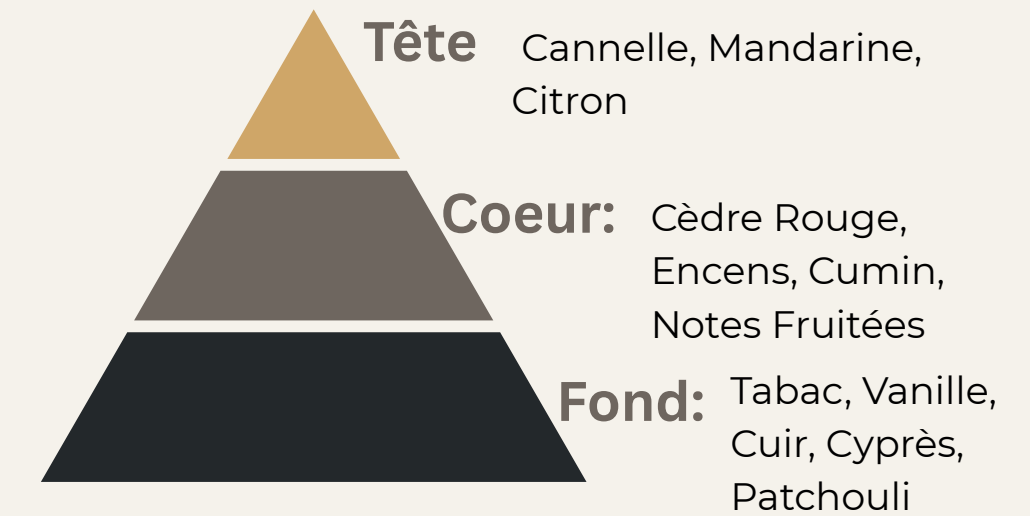 Tête Cannelle, Mandarine,
Citron
Coeur: Cèdre Rouge,
Encens, Cumin,
Notes Fruitées
Fond: Tabac, Vanille,
Cuir, Cyprès,
Patchouli